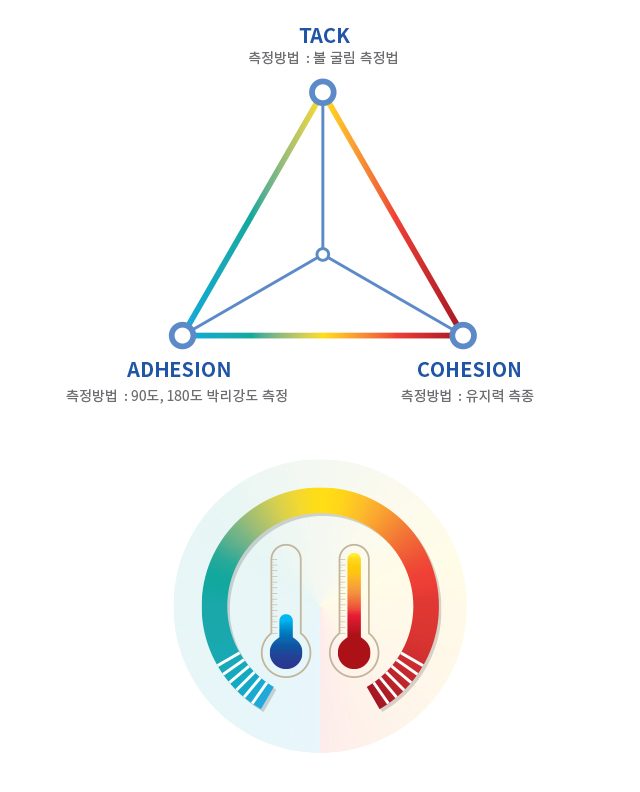 TACK
측정방법 : 볼 굴림 측정법
ADHESION
측정방법 : 90도, 180도 박리강도 측정
COHESION
측정방법 : 유지력 측종